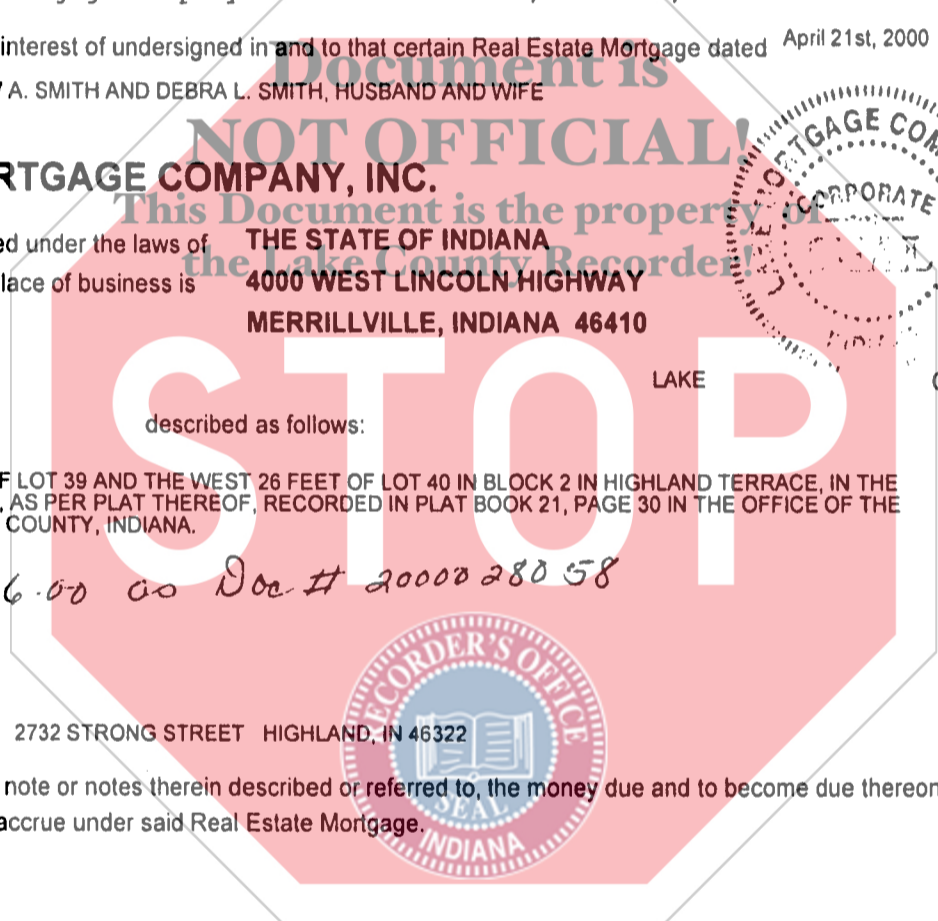 interest of undersigned in and to that certain Real Estate Mortgage dated April 21st, 2000
A. SMITH AND DEBRA L. SMITH, HUSBAND AND WIFE
Document is
NOT OFFICIAL!
This Document is the property of
the Lake County Recorder!
RTGAGE COMPANY, INC.
ed under the laws of THE STATE OF INDIANA
lace of business is 4000 WEST LINCOLN HIGHWAY
MERRILLVILLE, INDIANA 46410
RTGAGE COM
CORPORATE
STOP
LAKE
described as follows:
F LOT 39 AND THE WEST 26 FEET OF LOT 40 IN BLOCK 2 IN HIGHLAND TERRACE, IN THE
AS PER PLAT THEREOF, RECORDED IN PLAT BOOK 21, PAGE 30 IN THE OFFICE OF THE
COUNTY, INDIANA.
6.00 as Doc # 2000028058
RECORDER'S OFFICE
SEAL
INDIANA
2732 STRONG STREET HIGHLAND, IN 46322
note or notes therein described or referred to, the money due and to become due thereon
accrue under said Real Estate Mortgage.